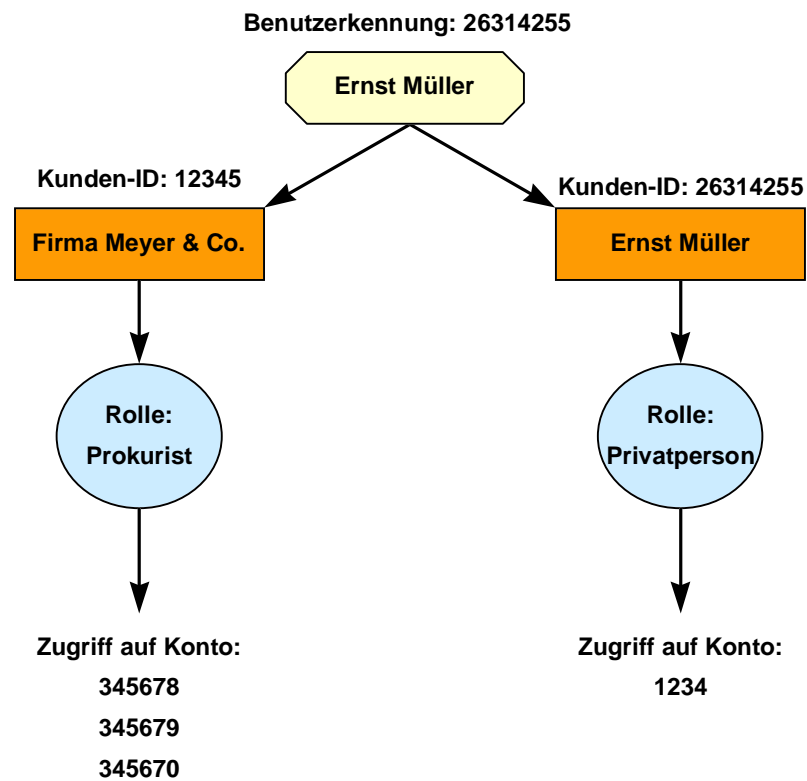 Benutzerkennung: 26314255
Ernst Müller
Kunden-ID: 12345
Kunden-ID: 26314255
Firma Meyer & Co.
Ernst Müller
Rolle:
Prokurist
Rolle:
Privatperson
Zugriff auf Konto:
345678
345679
345670
Zugriff auf Konto:
1234